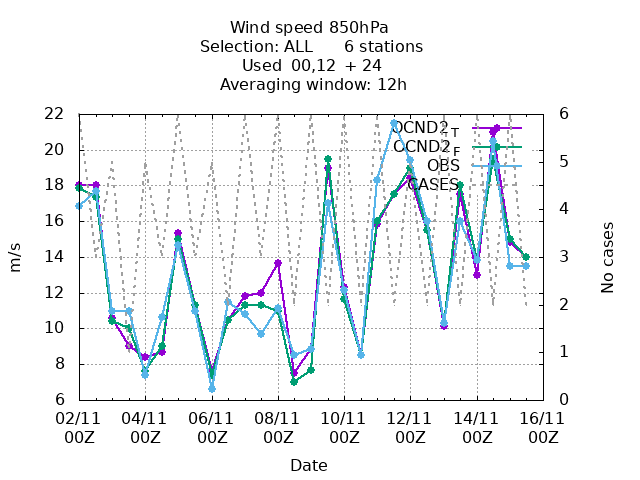 Wind speed 850hPa
Selection: ALL 6 stations
Used 00,12 + 24
Averaging window: 12h
22
20
18
16
14
12
10
8
6
m/s
6
5
4
3
2
1
0
No cases
OCND2 T
OCND2 F
OBS
CASES
02/11 04/11 06/11 08/11 10/11 12/11 14/11 16/11
00Z 00Z 00Z 00Z 00Z 00Z 00Z 00Z
Date